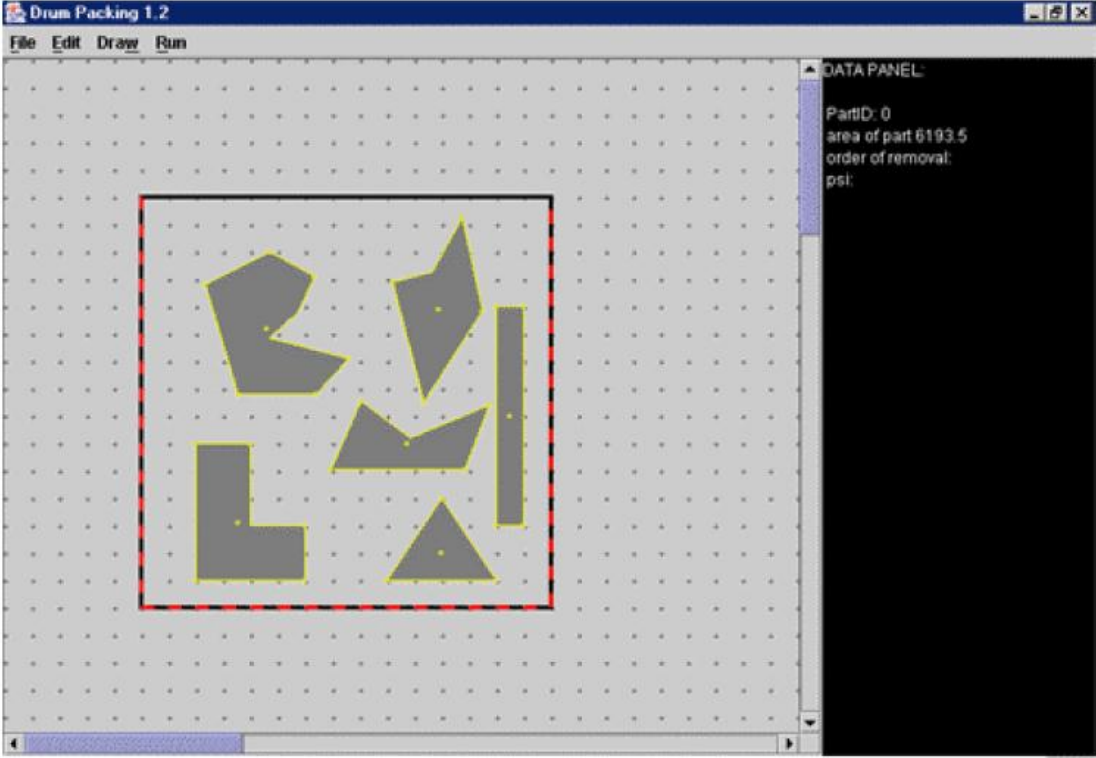 Drum Packing 1.2
File Edit Draw Run
DATA PANEL:
PartID: 0
area of part 6193.5
order of removal:
psi: